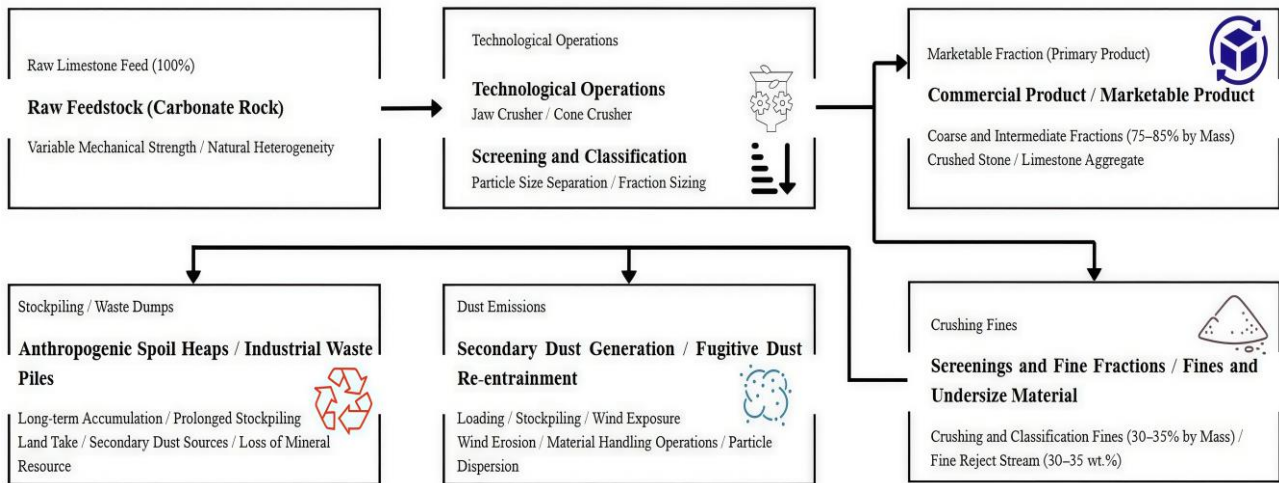 Raw Limestone Feed (100%)
Raw Feedstock (Carbonate Rock)
Variable Mechanical Strength / Natural Heterogeneity
Technological Operations
Technological Operations
Jaw Crusher / Cone Crusher
Screening and Classification
Particle Size Separation / Fraction Sizing
Marketable Fraction (Primary Product)
Commercial Product / Marketable Product
Coarse and Intermediate Fractions (75–85% by Mass)
Crushed Stone / Limestone Aggregate
Stockpiling / Waste Dumps
Anthropogenic Spoil Heaps / Industrial Waste
Piles
Long-term Accumulation / Prolonged Stockpiling
Land Take / Secondary Dust Sources / Loss of Mineral
Resource
Dust Emissions
Secondary Dust Generation / Fugitive Dust
Re-entrainment
Loading / Stockpiling / Wind Exposure
Wind Erosion / Material Handling Operations / Particle
Dispersion
Crushing Fines
Screenings and Fine Fractions / Fines and
Undersize Material
Crushing and Classification Fines (30–35% by Mass) /
Fine Reject Stream (30–35 wt.%)